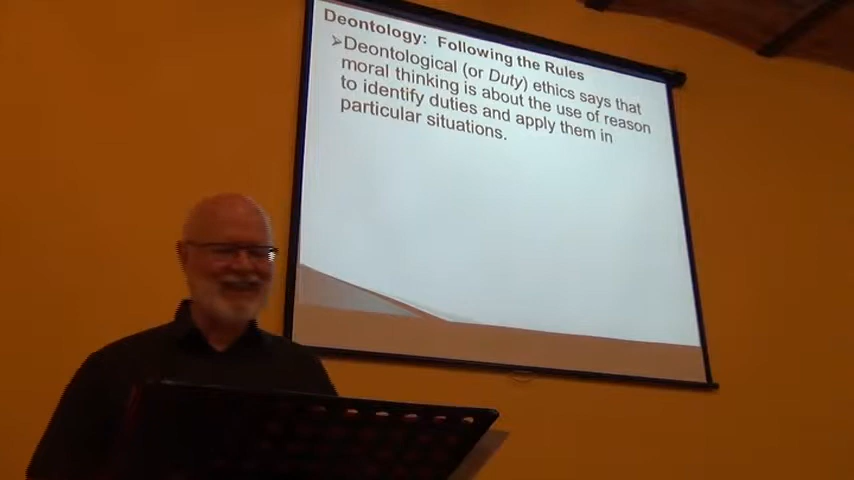 Deontology:  Following the Rules
➢Deontological (or Duty) ethics says that
moral thinking is about the use of reason
to identify duties and apply them in
particular situations.